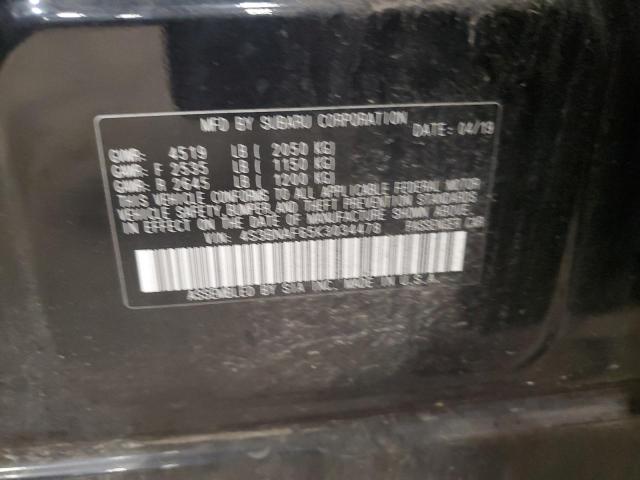 MFD BY SUBARU CORPORATION DATE: 04/19
GVWR: 4519 LB ( 2050 KG)
GAWR: F 2535 LB ( 1150 KG)
GAWR: R 2645 LB ( 1200 KG)
THIS VEHICLE CONFORMS TO ALL APPLICABLE FEDERAL MOTOR
VEHICLE SAFETY, BUMPER, AND THEFT PREVENTION STANDARDS
IN EFFECT ON THE DATE OF MANUFACTURE SHOWN ABOVE.
VIN: 4S3BNAF65K3034478 PASSENGER CAR
ASSEMBLED BY SIA INC. MADE IN U.S.A.